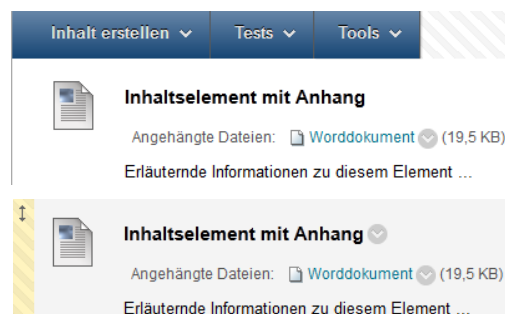 Inhalt erstellen Tests Tools
Inhaltselement mit Anhang
Angehängte Dateien: Worddokument (19,5 KB)
Erläuternde Informationen zu diesem Element ...
Inhaltselement mit Anhang
Angehängte Dateien: Worddokument (19,5 KB)
Erläuternde Informationen zu diesem Element ...